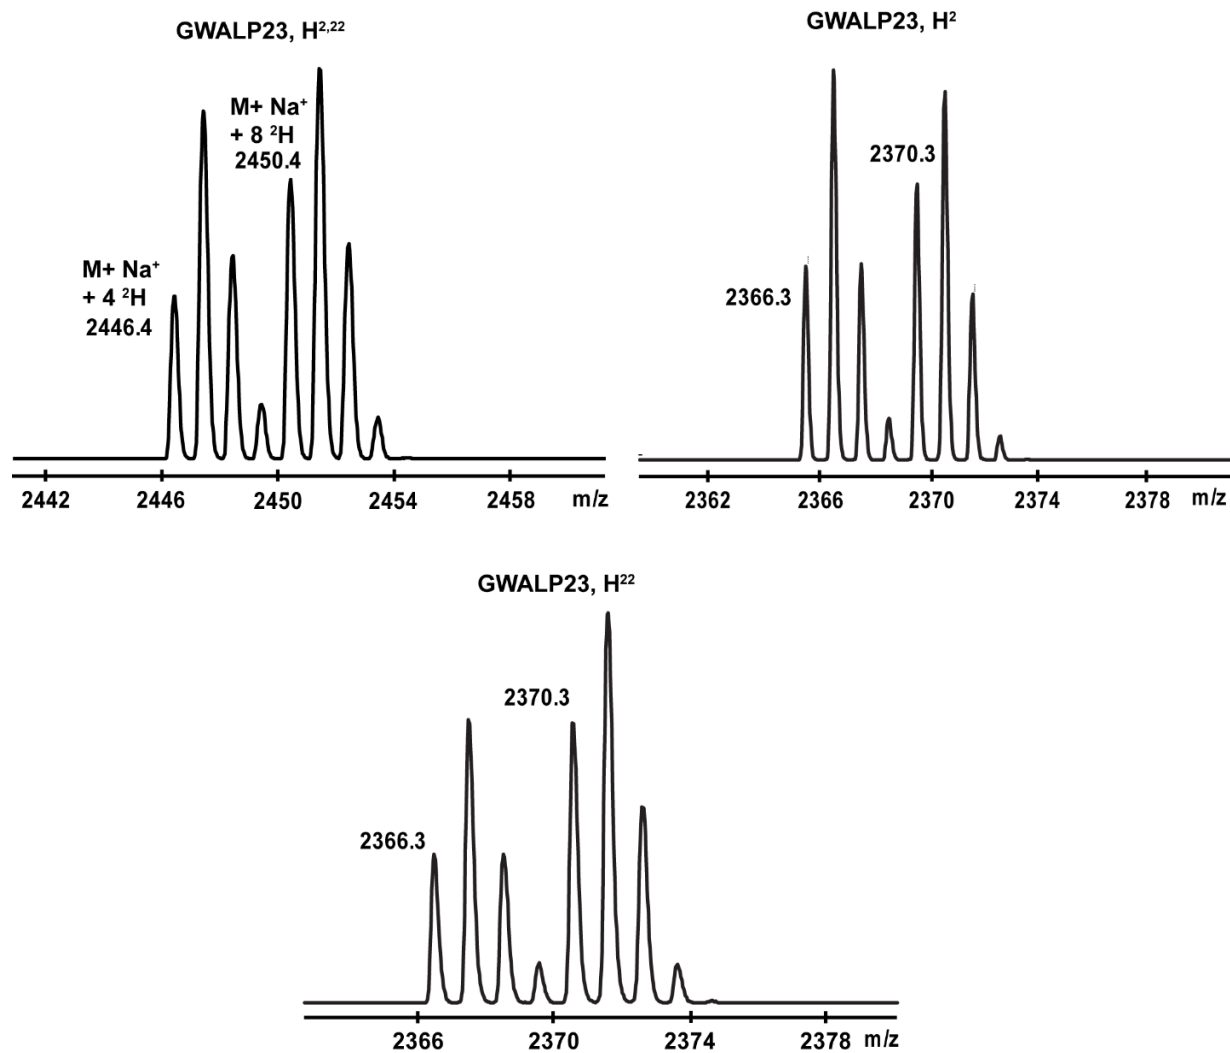 GWALP23, H²,²²
M+ Na⁺
+ 8 ²H
2450.4
M+ Na⁺
+ 4 ²H
2446.4
2442 2446 2450 2454 2458 m/z
GWALP23, H²
2370.3
2366.3
2362 2366 2370 2374 2378 m/z
GWALP23, H²²
2370.3
2366.3
2366 2370 2374 2378 m/z